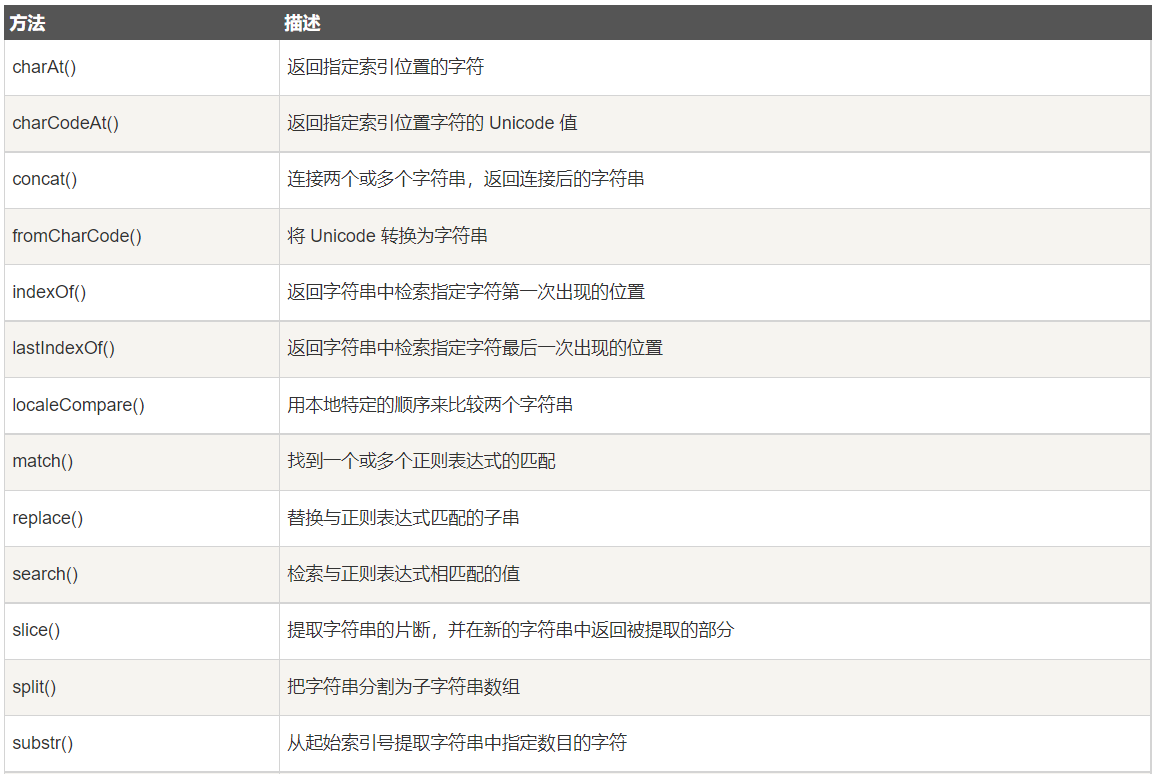 方法 描述
charAt() 返回指定索引位置的字符
charCodeAt() 返回指定索引位置字符的 Unicode 值
concat() 连接两个或多个字符串，返回连接后的字符串
fromCharCode() 将 Unicode 转换为字符串
indexOf() 返回字符串中检索指定字符第一次出现的位置
lastIndexOf() 返回字符串中检索指定字符最后一次出现的位置
localeCompare() 用本地特定的顺序来比较两个字符串
match() 找到一个或多个正则表达式的匹配
replace() 替换与正则表达式匹配的子串
search() 检索与正则表达式相匹配的值
slice() 提取字符串的片断，并在新的字符串中返回被提取的部分
split() 把字符串分割为子字符串数组
substr() 从起始索引号提取字符串中指定数目的字符